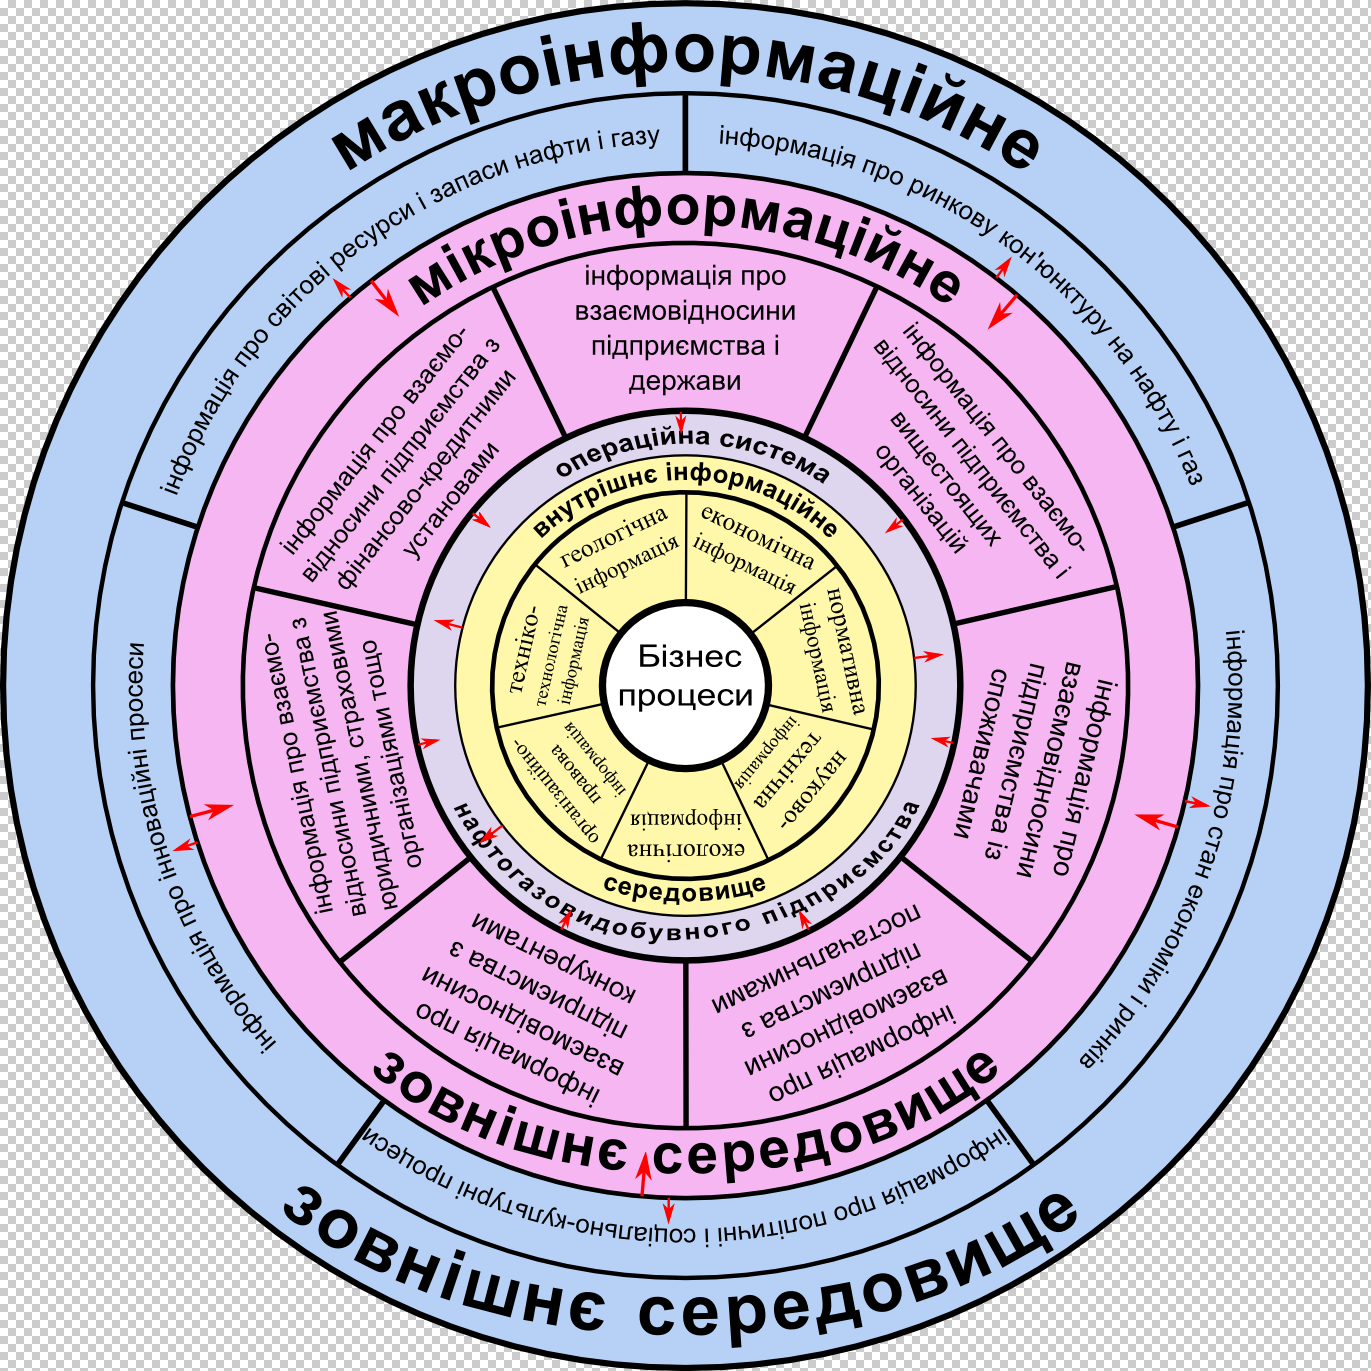 макроінформаційне
інформація про світові ресурси і запаси нафти і газу
інформація про ринкову кон'юнктуру на нафту і газ
інформація про стан економіки і ринків
інформація про політичні і соціально-культурні процеси
інформація про інноваційні просеси
зовнішнє середовище
мікроінформаційне
інформація про
взаємовідносини
підприємства і
держави
інформація про взаємо-
відносини підприємства і
вищестоящих
організацій
інформація про
взаємовідносини
підприємства із
споживачами
інформація про
взаємовідносини
підприємства з
постачальниками
інформація про
взаємовідносини
підприємства з
конкурентами
інформація про взаємо-
відносини підприємства з
юридичними, страховими
організаціями тощо
інформація про взаємо-
відносини підприємства з
фінансово-кредитними
установами
зовнішнє середовище
операційна система
нафтогазовидобувного підприємства
внутрішнє інформаційне
геологічна
інформація
економічна
інформація
нормативна
інформація
науково-
технічна
інформація
екологічна
інформація
організаційно-
правова
інформація
техніко-
технологічна
інформація
середовище
Бізнес
процеси